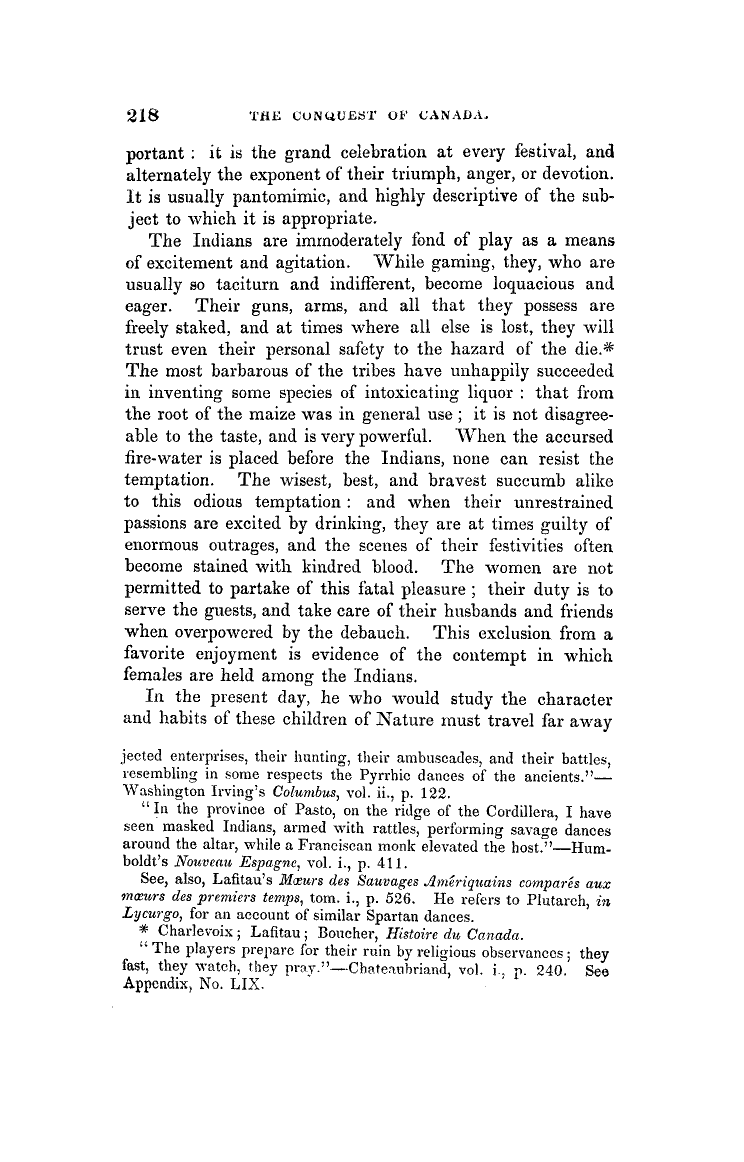 218 THE CONQUEST OF CANADA.
portant : it is the grand celebration at every festival, and
alternately the exponent of their triumph, anger, or devotion.
It is usually pantomimic, and highly descriptive of the sub-
ject to which it is appropriate.
The Indians are immoderately fond of play as a means
of excitement and agitation. While gaming, they, who are
usually so taciturn and indifferent, become loquacious and
eager. Their guns, arms, and all that they possess are
freely staked, and at times where all else is lost, they will
trust even their personal safety to the hazard of the die.*
The most barbarous of the tribes have unhappily succeeded
in inventing some species of intoxicating liquor : that from
the root of the maize was in general use ; it is not disagree-
able to the taste, and is very powerful. When the accursed
fire-water is placed before the Indians, none can resist the
temptation. The wisest, best, and bravest succumb alike
to this odious temptation : and when their unrestrained
passions are excited by drinking, they are at times guilty of
enormous outrages, and the scenes of their festivities often
become stained with kindred blood. The women are not
permitted to partake of this fatal pleasure ; their duty is to
serve the guests, and take care of their husbands and friends
when overpowered by the debauch. This exclusion from a
favorite enjoyment is evidence of the contempt in which
females are held among the Indians.
In the present day, he who would study the character
and habits of these children of Nature must travel far away
jected enterprises, their hunting, their ambuscades, and their battles,
resembling in some respects the Pyrrhic dances of the ancients."—
Washington Irving's Columbus, vol. ii., p. 122.
"In the province of Pasto, on the ridge of the Cordillera, I have
seen masked Indians, armed with rattles, performing savage dances
around the altar, while a Franciscan monk elevated the host."—Hum-
boldt's Nouveau Espagne, vol. i., p. 411.
See, also, Lafitau's Mœurs des Sauvages Amériquains comparés aux
mœurs des premiers temps, tom. i., p. 526. He refers to Plutarch, in
Lycurgo, for an account of similar Spartan dances.
* Charlevoix ; Lafitau ; Boucher, Histoire du Canada.
"The players prepare for their ruin by religious observances ; they
fast, they watch, they pray."—Chateaubriand, vol. i., p. 240. See
Appendix, No. LIX.